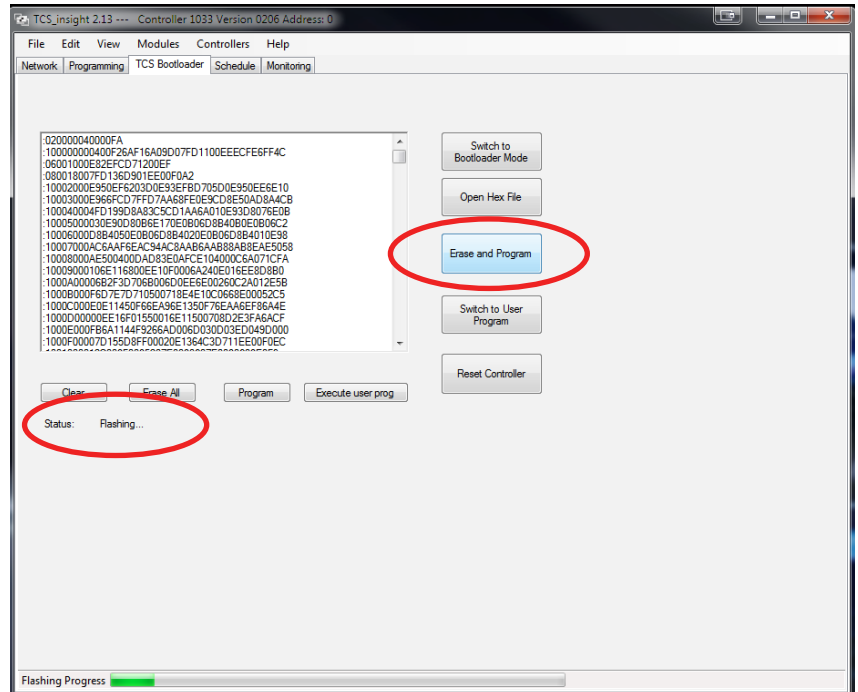 TCS_insight 2.13 --- Controller 1033 Version 0206 Address: 0
File Edit View Modules Controllers Help
Network Programming TCS Bootloader Schedule Monitoring
:020000040000FA
:100000000400F26AF16A09D07FD1100EEECFE6FF4C
:06001000E82EFCD71200EF
:080018007FD136D901EE00F0A2
:10002000E950EF6203D0E93EFBD705D0E950EE6E10
:10003000E966FCD7FFD7AA68FE0E9CD8E50AD8A4CB
:100040004FD199D8A83C5CD1AA6A010E93D8076E0B
:10005000030E90D80B6E170E0B06D8B40B0E0B06C2
:10006000D8B4050E0B06D8B4020E0B06D8B4010E98
:10007000AC6AAF6EAC94AC8AAB6AAB88AB8EAE5058
:10008000AE500400DAD83E0AFCE104000C6A071CFA
:10009000106E116800EE10F0006A240E016EE8D8B0
:1000A00006B2F3D706B006D0EE6E00260C2A012E5B
:1000B000F6D7E7D710500718E4E10C0668E00052C5
:1000C000E0E11450F66EA96E1350F76EAA6EF86A4E
:1000D00000EE16F01550016E11500708D2E3FA6ACF
:1000E000FB6A1144F9266AD006D030D03ED049D000
:1000F00007D155D8FF00020E1364C3D711EE00F0EC
Switch to
Bootloader Mode
Open Hex File
Erase and Program
Switch to User
Program
Reset Controller
Clear Erase All Program Execute user prog
Status: Flashing...
Flashing Progress